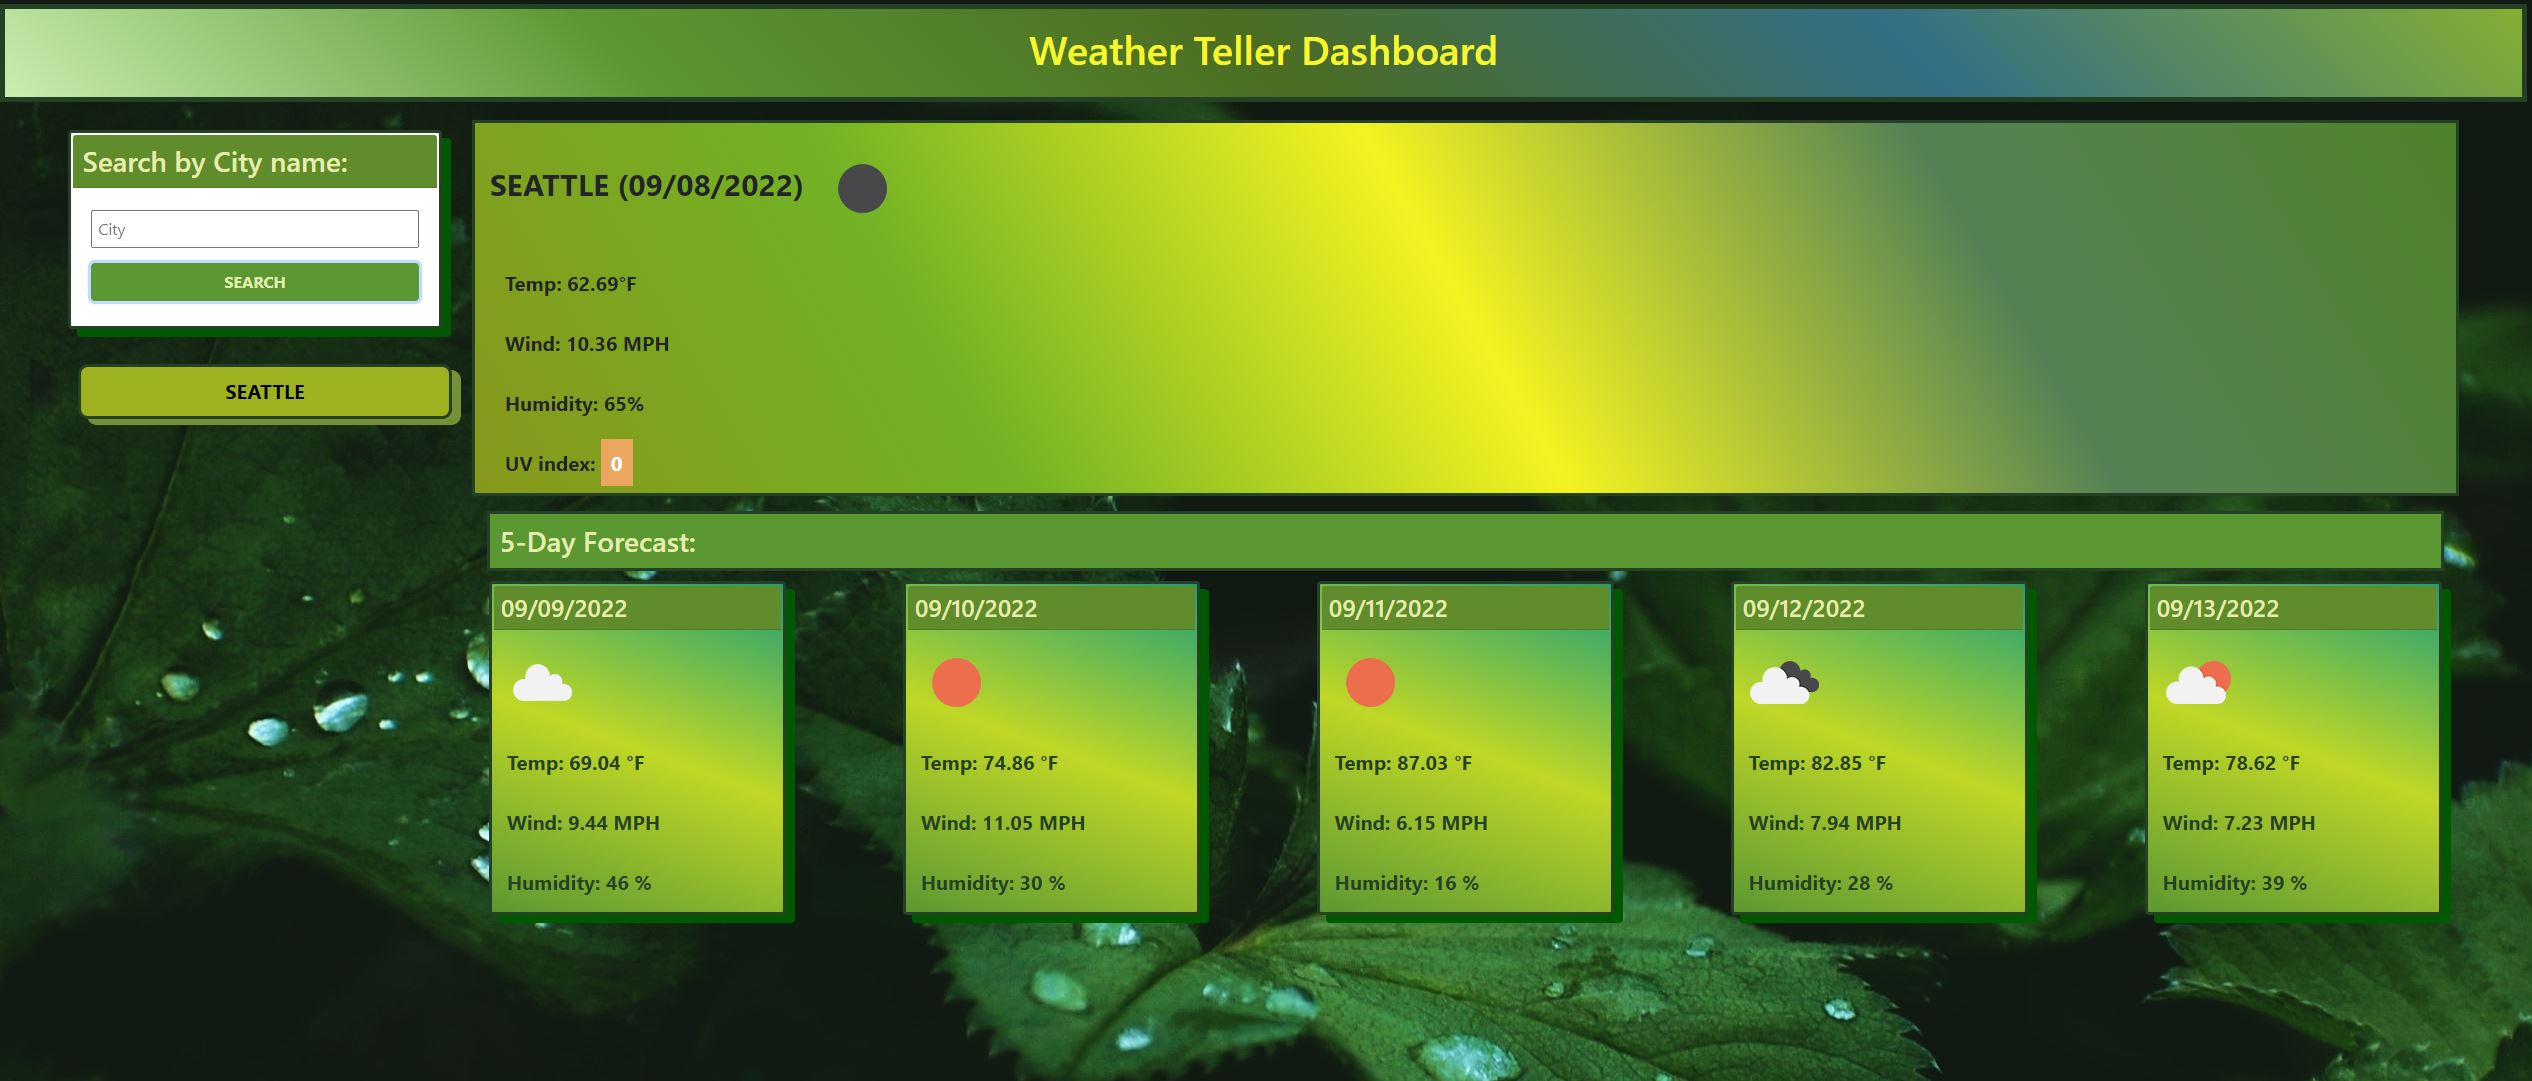 Weather Teller Dashboard
Search by City name:
City
SEARCH
SEATTLE
SEATTLE (09/08/2022)
Temp: 62.69°F
Wind: 10.36 MPH
Humidity: 65%
UV index: 0
5-Day Forecast:
09/09/2022
Temp: 69.04 °F
Wind: 9.44 MPH
Humidity: 46 %
09/10/2022
Temp: 74.86 °F
Wind: 11.05 MPH
Humidity: 30 %
09/11/2022
Temp: 87.03 °F
Wind: 6.15 MPH
Humidity: 16 %
09/12/2022
Temp: 82.85 °F
Wind: 7.94 MPH
Humidity: 28 %
09/13/2022
Temp: 78.62 °F
Wind: 7.23 MPH
Humidity: 39 %